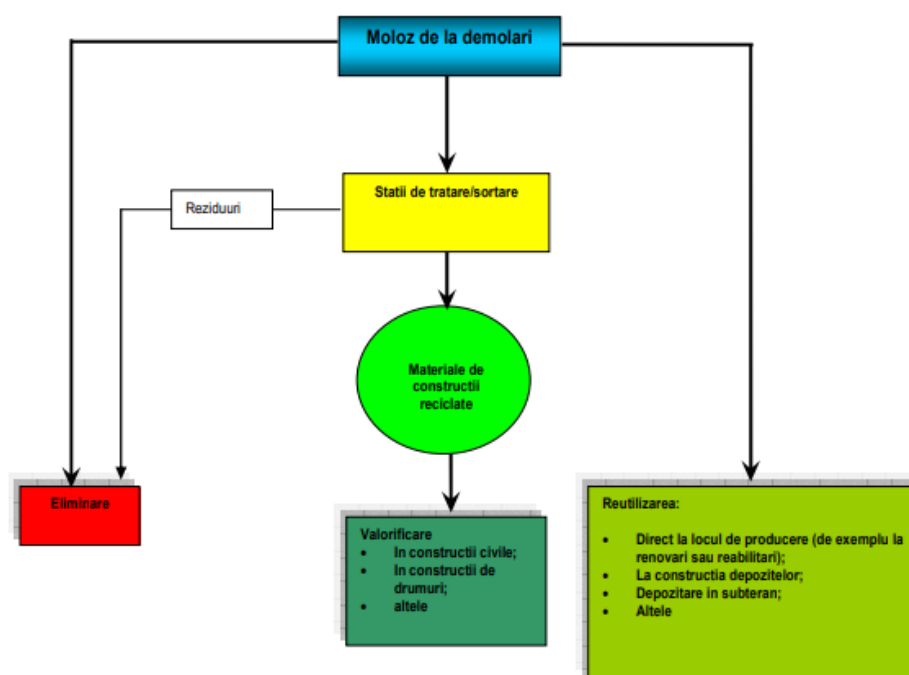 Moloz de la demolari
Statii de tratare/sortare
Reziduuri
Materiale de
constructii
reciclate
Eliminare
Valorificare
• In constructii civile;
• In constructii de
drumuri;
• altele
Reutilizarea:
• Direct la locul de producere (de exemplu la
renovari sau reabilitari);
• La constructia depozitelor;
• Depozitare in subteran;
• Altele